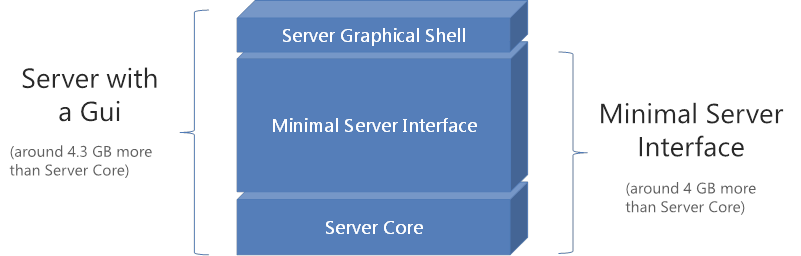 Server with
a Gui
(around 4.3 GB more
than Server Core)
Server Graphical Shell
Minimal Server Interface
Server Core
Minimal Server
Interface
(around 4 GB more
than Server Core)